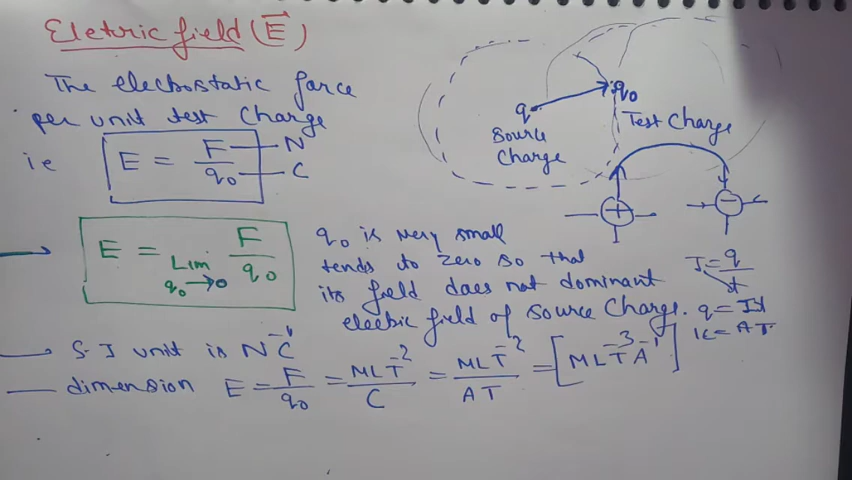 Eletric field (E⃗)
The electrostatic force
per unit test Charge
ie E = F/q₀ N C
q q₀
Source Test Charge
Charge
+ −
E = Lim q₀→0 F/q₀
q₀ is very small
tends to zero so that
its field does not dominant
electric field of source Charge.
I = q/t
q = It
1C = AT
S.I unit is NC⁻¹
dimension E = F/q₀ = MLT⁻²/C = MLT⁻²/AT = [MLT⁻³A⁻¹]